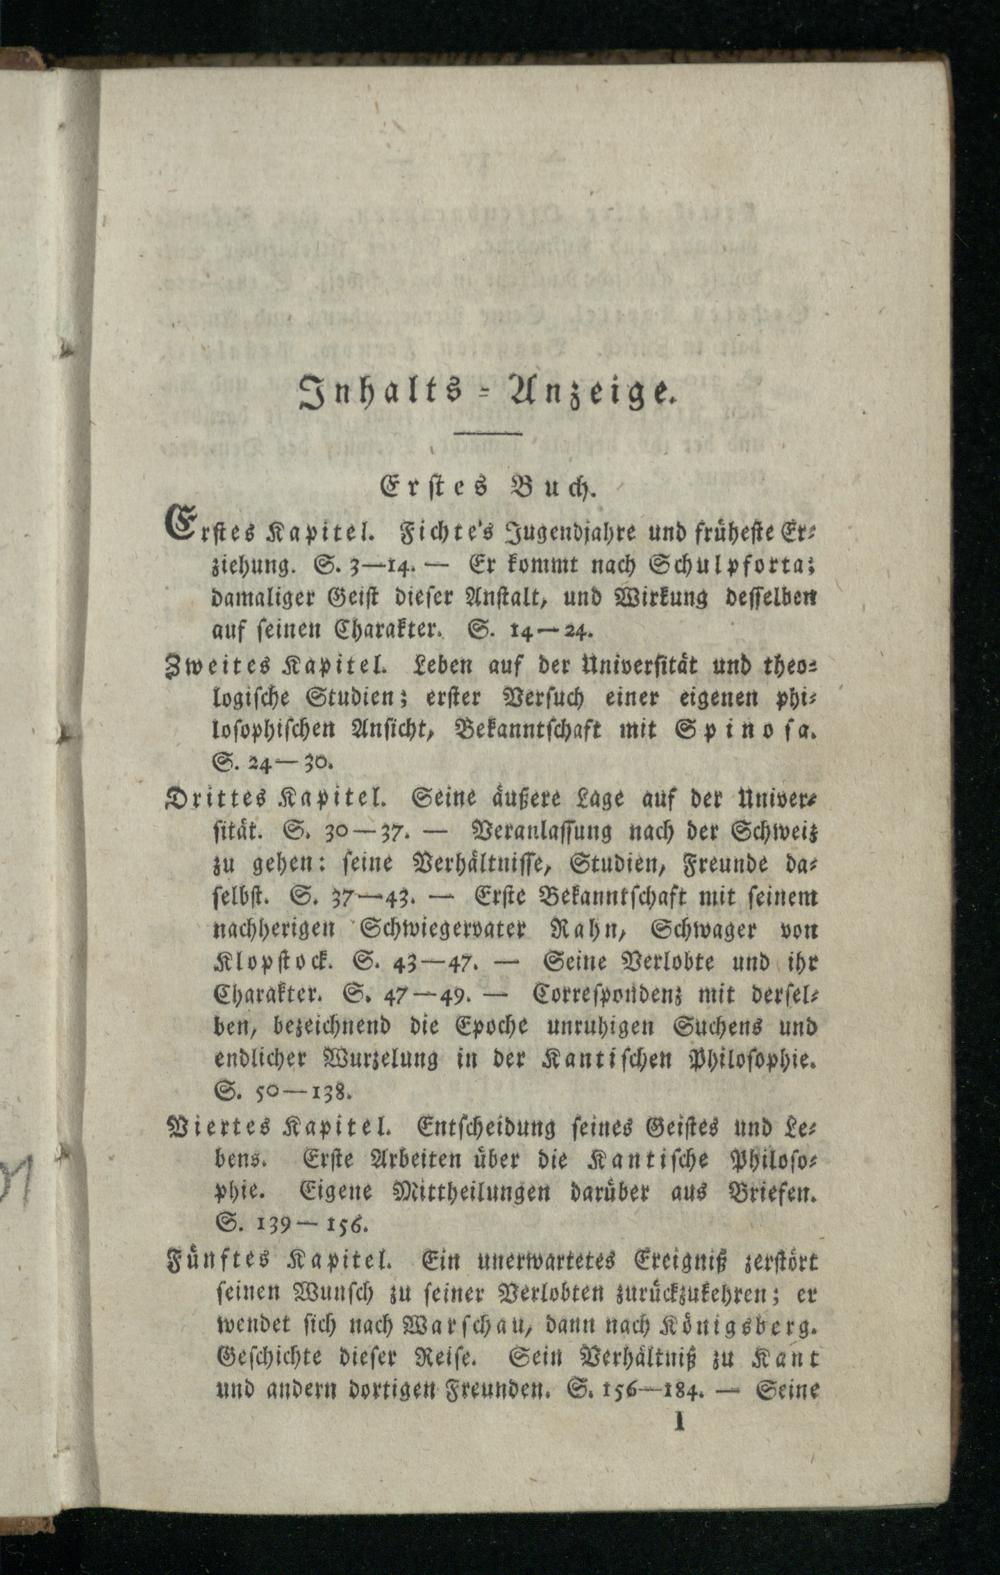 Inhalts-Anzeige.
Erstes Buch.
Erstes Kapitel. Fichte's Jugendjahre und früheste Er-
ziehung. S. 3—14. — Er kommt nach Schulpforta;
damaliger Geist dieser Anstalt, und Wirkung desselben
auf seinen Charakter. S. 14—24.
Zweites Kapitel. Leben auf der Universität und theo-
logische Studien; erster Versuch einer eigenen phi-
losophischen Ansicht, Bekanntschaft mit Spinosa.
S. 24—30.
Drittes Kapitel. Seine äußere Lage auf der Univer-
sität. S. 30—37. — Veranlassung nach der Schweiz
zu gehen: seine Verhältnisse, Studien, Freunde da-
selbst. S. 37—43. — Erste Bekanntschaft mit seinem
nachherigen Schwiegervater Rahn, Schwager von
Klopstock. S. 43—47. — Seine Verlobte und ihr
Charakter. S. 47—49. — Correspondenz mit dersel-
ben, bezeichnend die Epoche unruhigen Suchens und
endlicher Wurzelung in der Kantischen Philosophie.
S. 50—138.
Viertes Kapitel. Entscheidung seines Geistes und Le-
bens. Erste Arbeiten über die Kantische Philoso-
phie. Eigene Mittheilungen darüber aus Briefen.
S. 139—156.
Fünftes Kapitel. Ein unerwartetes Ereigniß zerstört
seinen Wunsch zu seiner Verlobten zurückzukehren; er
wendet sich nach Warschau, dann nach Königsberg.
Geschichte dieser Reise. Sein Verhältniß zu Kant
und andern dortigen Freunden. S. 156—184. — Seine
1